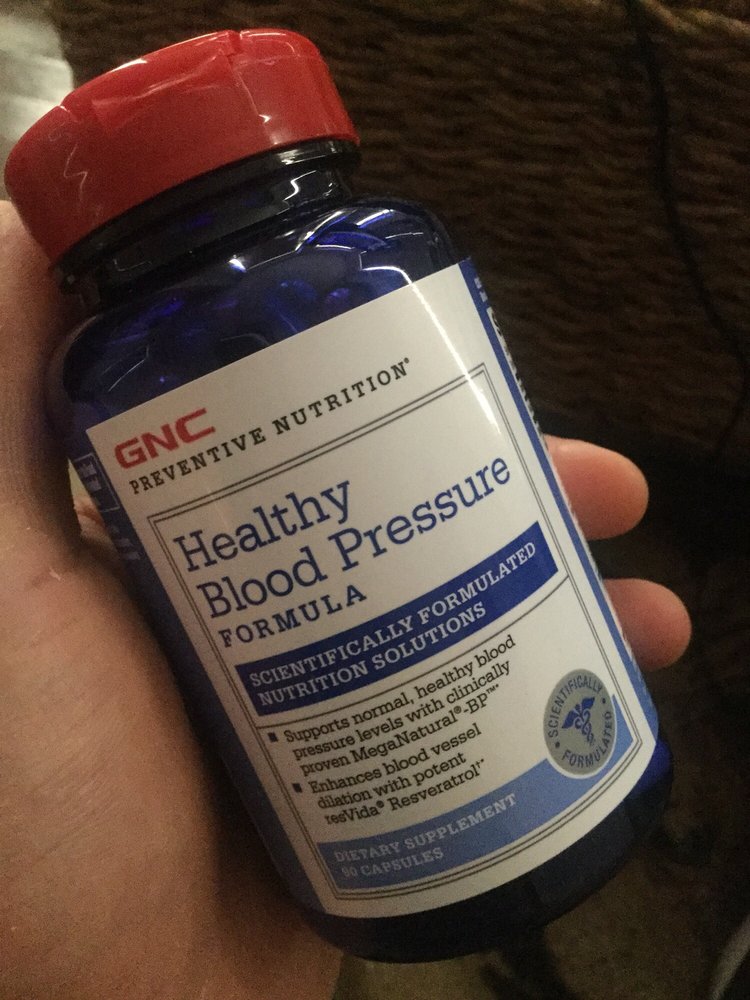 GNC
PREVENTIVE NUTRITION®
Healthy
Blood Pressure
FORMULA
SCIENTIFICALLY FORMULATED
NUTRITION SOLUTIONS
■ Supports normal, healthy blood
pressure levels with clinically
proven MegaNatural®-BP™*
■ Enhances blood vessel
dilation with potent
resVida® Resveratrol*
SCIENTIFICALLY
FORMULATED
DIETARY SUPPLEMENT
90 CAPSULES